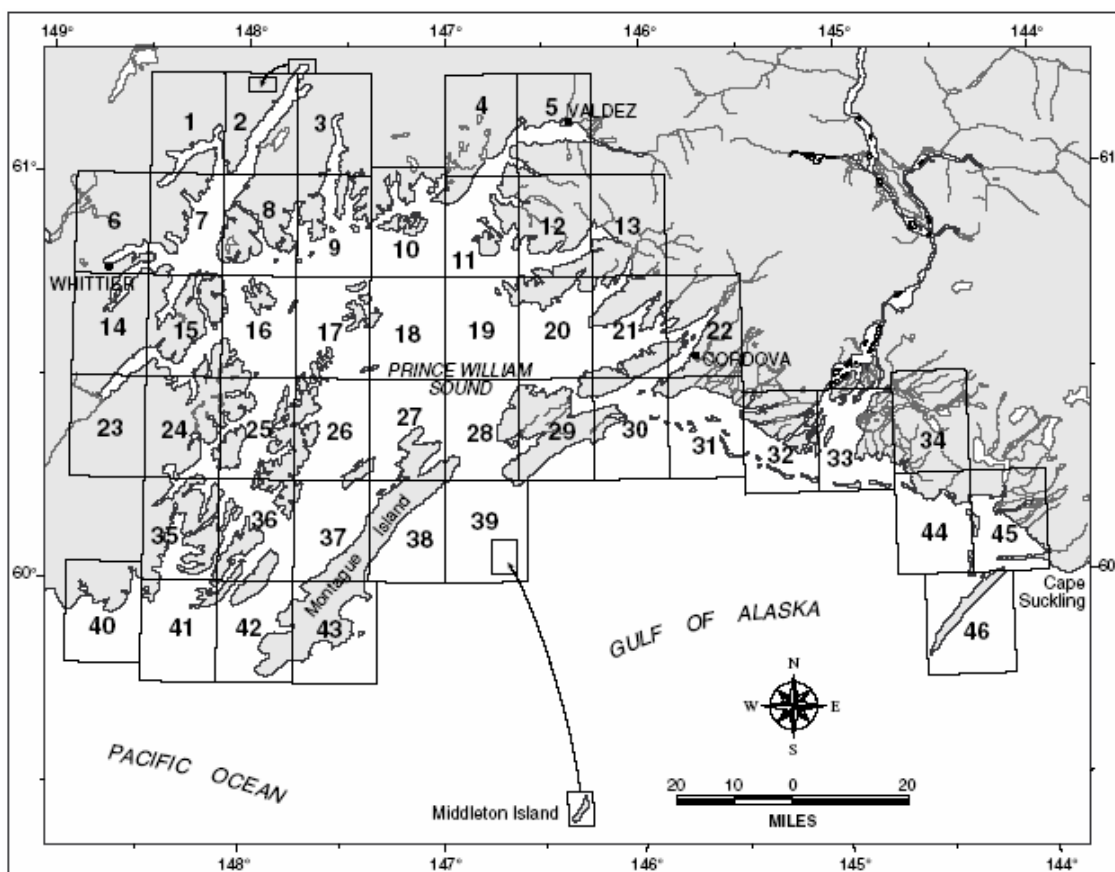 149° 148° 147° 146° 145° 144°
1 2 3 4 5 VALDEZ
61° 61
6 7 8 9 10 11 12 13
WHITTIER
14 15 16 17 18 19 20 21 22
CORDOVA
PRINCE WILLIAM
SOUND
23 24 25 26 27 28 29 30 31 32 33 34
35 36 37 38 39 44 45
Montague Island
60° 60
Cape
Suckling
40 41 42 43 46
GULF OF ALASKA
N
W E
S
PACIFIC OCEAN
20 10 0 20
MILES
Middleton Island
148° 147° 146° 145° 144°